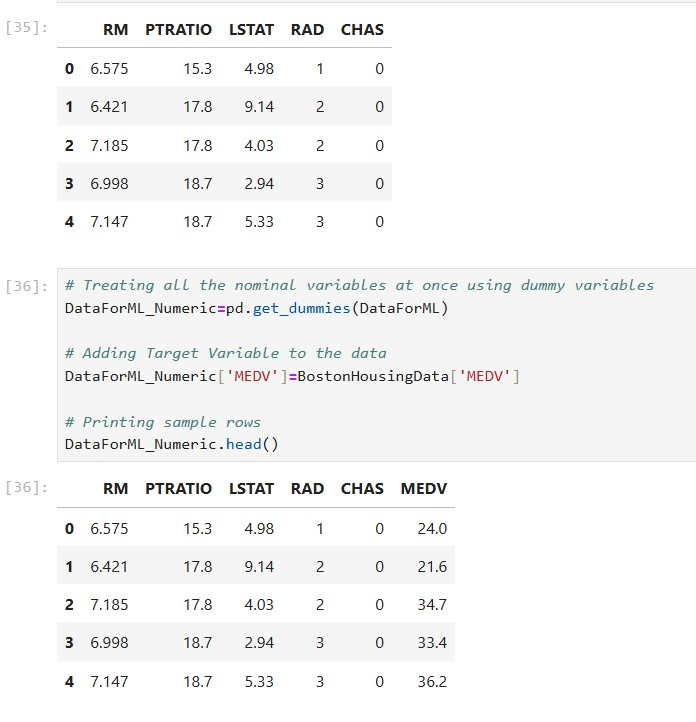 [35]:
RM PTRATIO LSTAT RAD CHAS
0 6.575 15.3 4.98 1 0
1 6.421 17.8 9.14 2 0
2 7.185 17.8 4.03 2 0
3 6.998 18.7 2.94 3 0
4 7.147 18.7 5.33 3 0
[36]: # Treating all the nominal variables at once using dummy variables
DataForML_Numeric=pd.get_dummies(DataForML)
# Adding Target Variable to the data
DataForML_Numeric['MEDV']=BostonHousingData['MEDV']
# Printing sample rows
DataForML_Numeric.head()
[36]:
RM PTRATIO LSTAT RAD CHAS MEDV
0 6.575 15.3 4.98 1 0 24.0
1 6.421 17.8 9.14 2 0 21.6
2 7.185 17.8 4.03 2 0 34.7
3 6.998 18.7 2.94 3 0 33.4
4 7.147 18.7 5.33 3 0 36.2